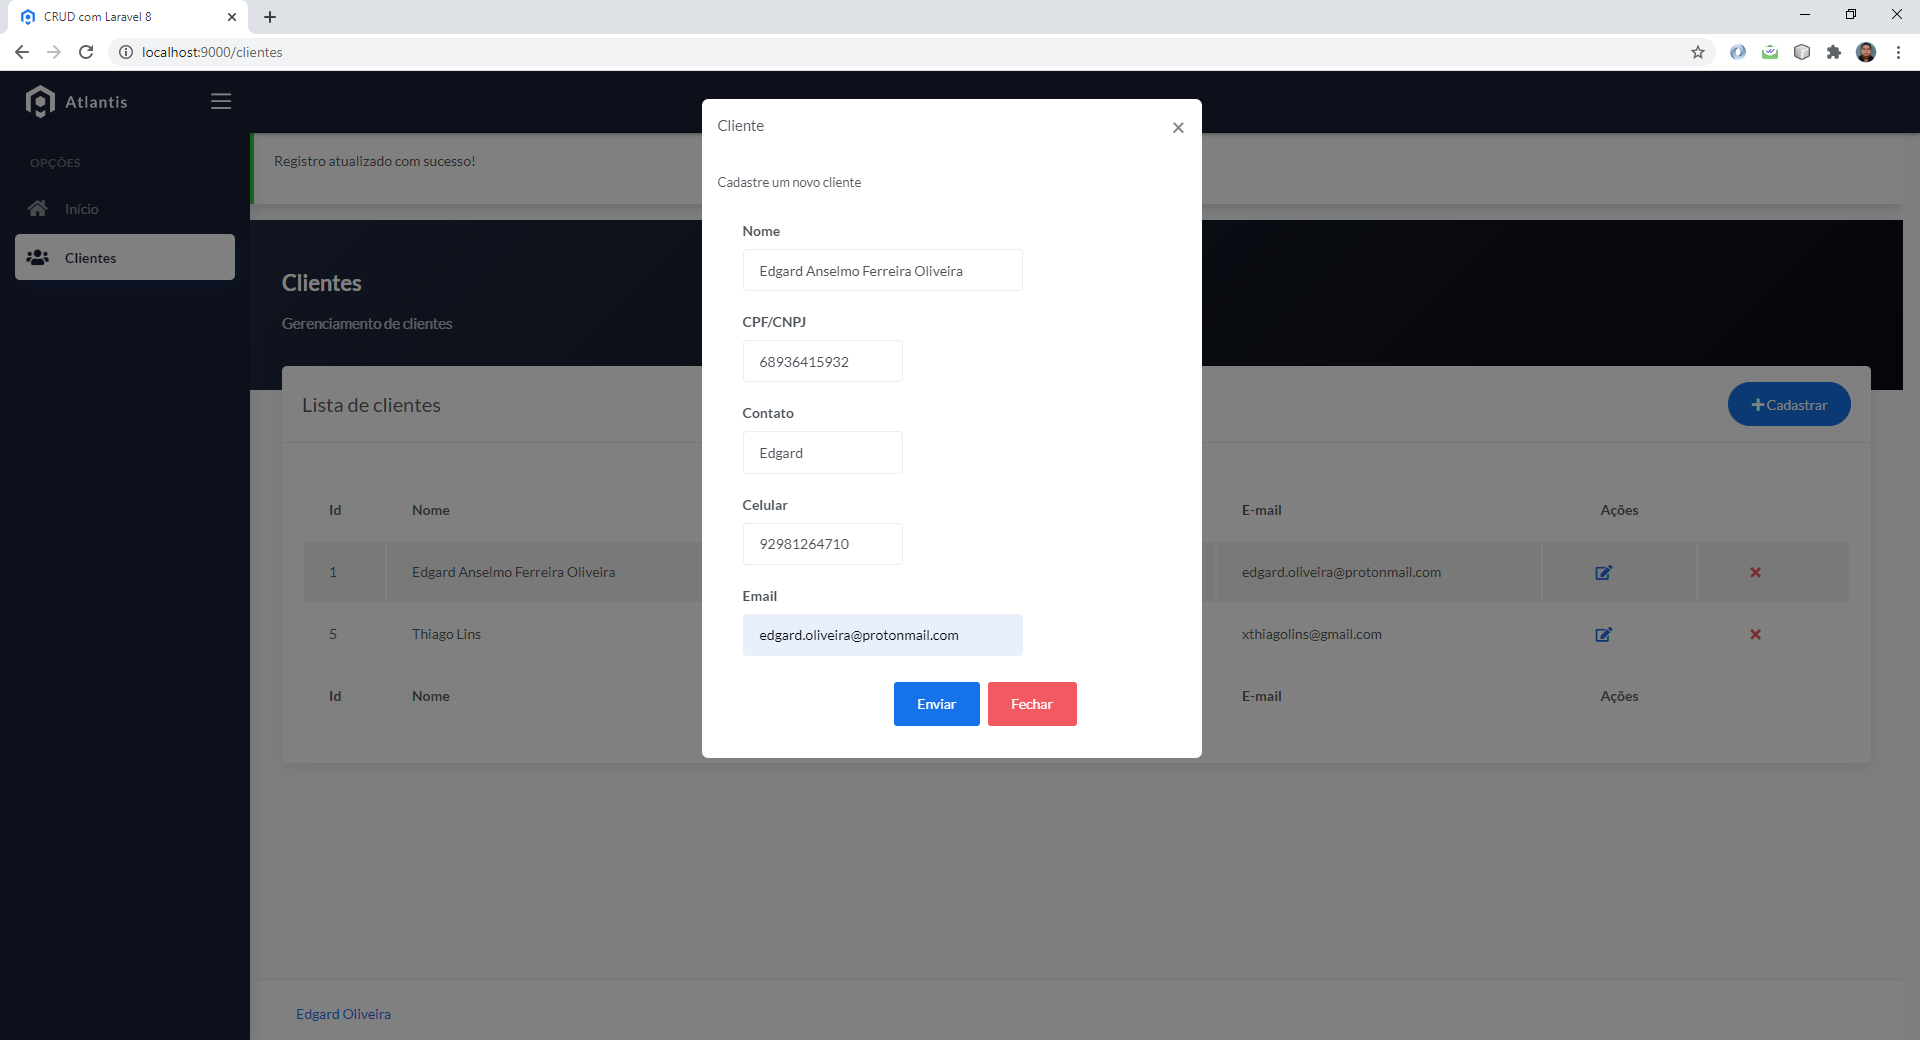 CRUD com Laravel 8
localhost:9000/clientes
Atlantis
OPÇÕES
Início
Clientes
Registro atualizado com sucesso!
Clientes
Gerenciamento de clientes
Lista de clientes
Cadastrar
Id Nome E-mail Ações
1 Edgard Anselmo Ferreira Oliveira edgard.oliveira@protonmail.com
5 Thiago Lins xthiagolins@gmail.com
Id Nome E-mail Ações
Cliente
Cadastre um novo cliente
Nome
Edgard Anselmo Ferreira Oliveira
CPF/CNPJ
68936415932
Contato
Edgard
Celular
92981264710
Email
edgard.oliveira@protonmail.com
Enviar Fechar
Edgard Oliveira